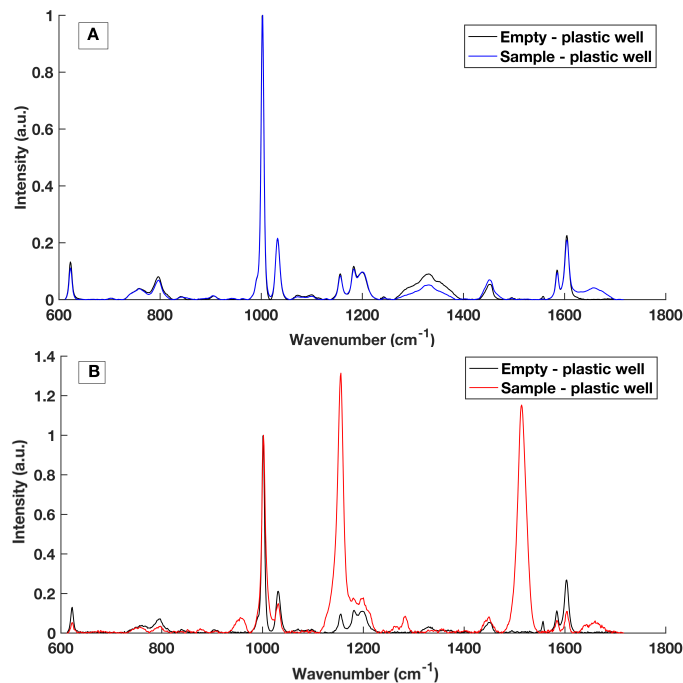 A
Empty - plastic well
Sample - plastic well
1
0.8
0.6
0.4
0.2
0
Intensity (a.u.)
600 800 1000 1200 1400 1600 1800
Wavenumber (cm⁻¹)
B
Empty - plastic well
Sample - plastic well
1.4
1.2
1
0.8
0.6
0.4
0.2
0
Intensity (a.u.)
600 800 1000 1200 1400 1600 1800
Wavenumber (cm⁻¹)